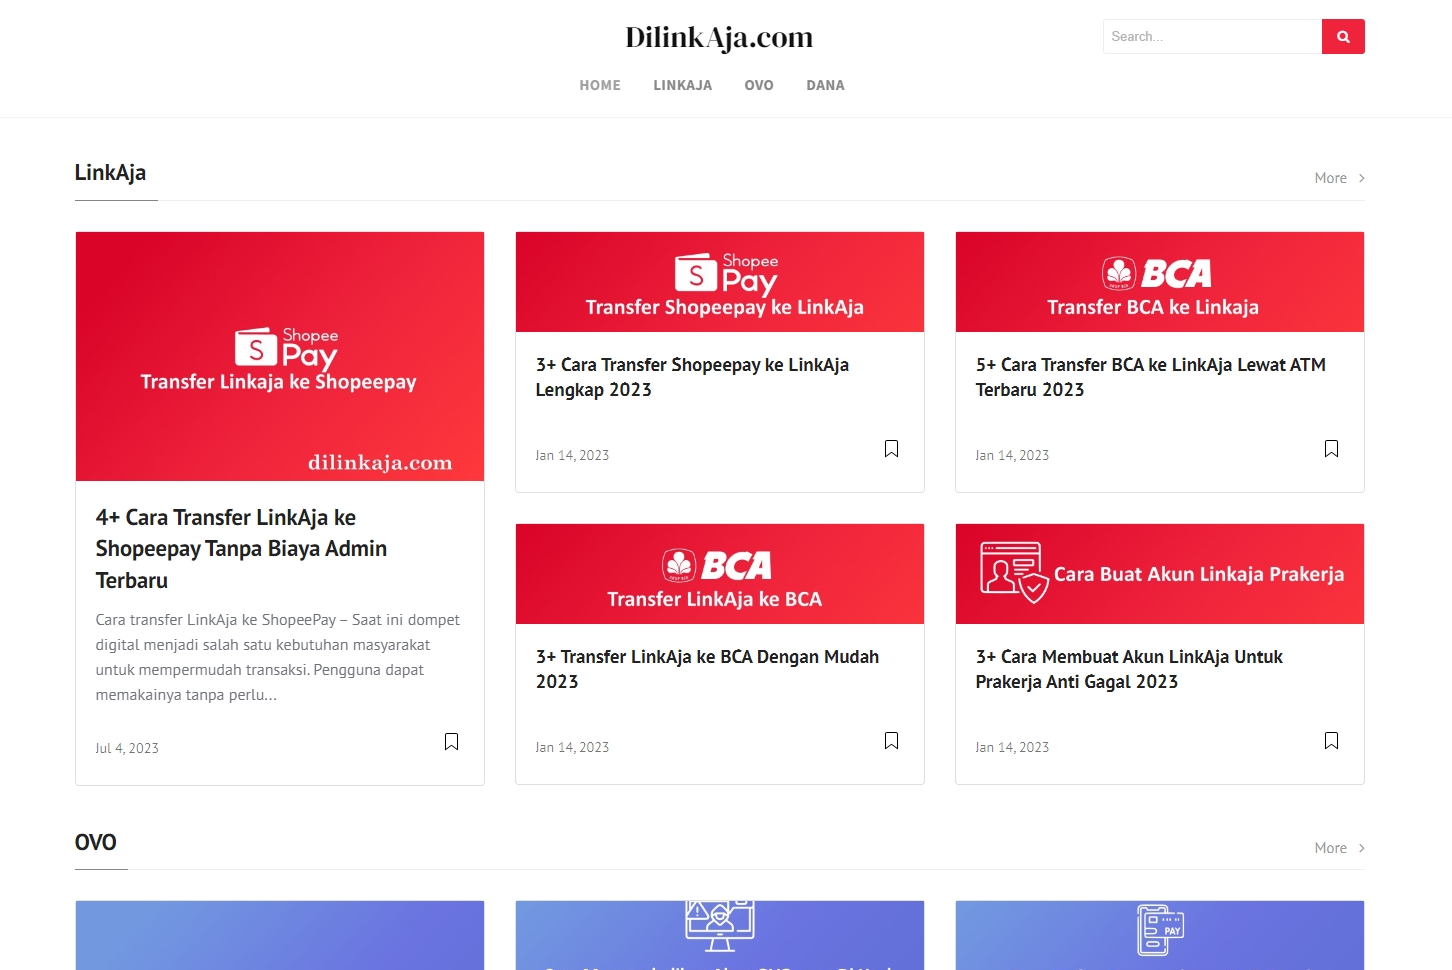 DilinkAja.com
Search...
HOME LINKAJA OVO DANA
LinkAja
More
Shopee
Pay
Transfer Linkaja ke Shopeepay
dilinkaja.com
4+ Cara Transfer LinkAja ke
Shopeepay Tanpa Biaya Admin
Terbaru
Cara transfer LinkAja ke ShopeePay – Saat ini dompet
digital menjadi salah satu kebutuhan masyarakat
untuk mempermudah transaksi. Pengguna dapat
memakainya tanpa perlu...
Jul 4, 2023
Shopee
Pay
Transfer Shopeepay ke LinkAja
3+ Cara Transfer Shopeepay ke LinkAja
Lengkap 2023
Jan 14, 2023
BCA
Transfer BCA ke Linkaja
5+ Cara Transfer BCA ke LinkAja Lewat ATM
Terbaru 2023
Jan 14, 2023
BCA
Transfer LinkAja ke BCA
3+ Transfer LinkAja ke BCA Dengan Mudah
2023
Jan 14, 2023
Cara Buat Akun Linkaja Prakerja
3+ Cara Membuat Akun LinkAja Untuk
Prakerja Anti Gagal 2023
Jan 14, 2023
OVO
More
PAY